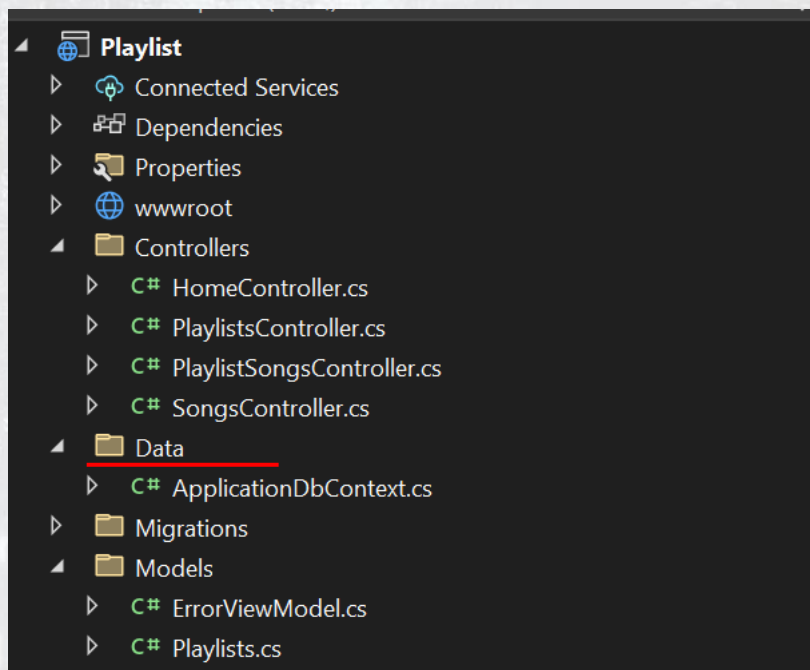 Playlist
Connected Services
Dependencies
Properties
wwwroot
Controllers
C# HomeController.cs
C# PlaylistsController.cs
C# PlaylistSongsController.cs
C# SongsController.cs
Data
C# ApplicationDbContext.cs
Migrations
Models
C# ErrorViewModel.cs
C# Playlists.cs